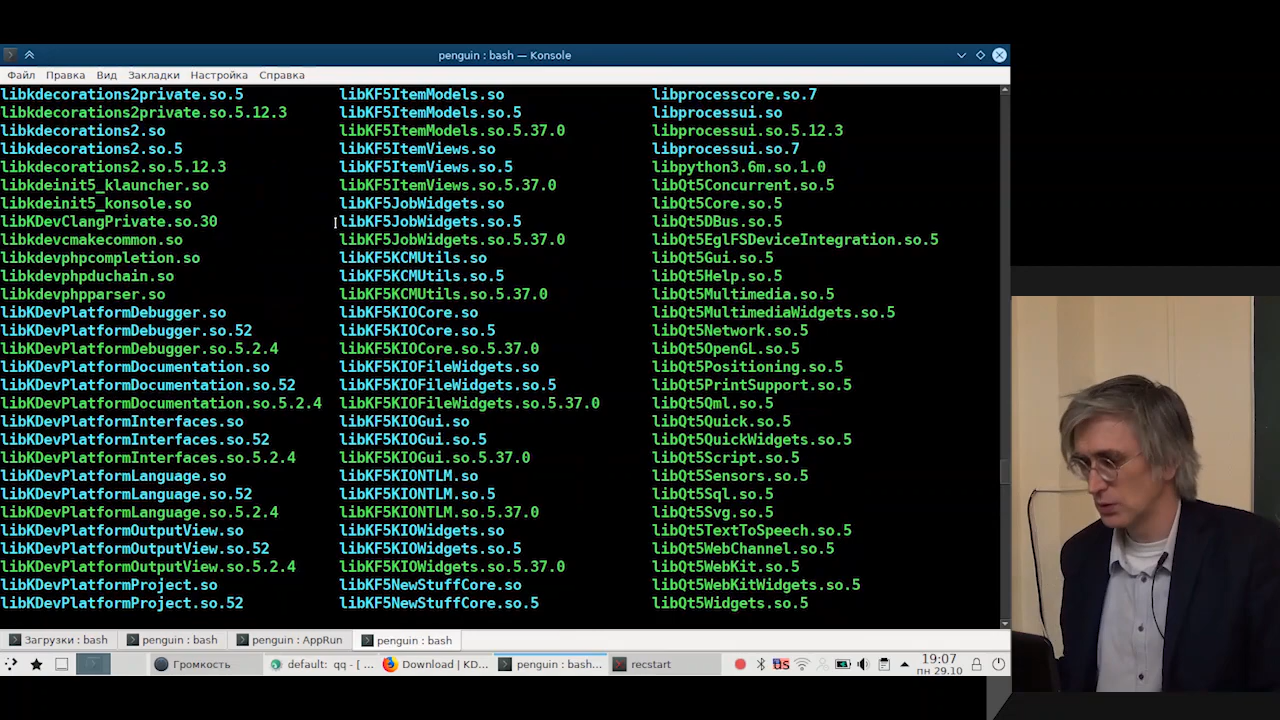 penguin : bash — Konsole
Файл Правка Вид Закладки Настройка Справка
libkdecorations2private.so.5 libKF5ItemModels.so libprocesscore.so.7
libkdecorations2private.so.5.12.3 libKF5ItemModels.so.5 libprocessui.so
libkdecorations2.so libKF5ItemModels.so.5.37.0 libprocessui.so.5.12.3
libkdecorations2.so.5 libKF5ItemViews.so libprocessui.so.7
libkdecorations2.so.5.12.3 libKF5ItemViews.so.5 libpython3.6m.so.1.0
libkdeinit5_klauncher.so libKF5ItemViews.so.5.37.0 libQt5Concurrent.so.5
libkdeinit5_konsole.so libKF5JobWidgets.so libQt5Core.so.5
libKDevClangPrivate.so.30 libKF5JobWidgets.so.5 libQt5DBus.so.5
libkdevcmakecommon.so libKF5JobWidgets.so.5.37.0 libQt5EglFSDeviceIntegration.so.5
libkdevphpcompletion.so libKF5KCMUtils.so libQt5Gui.so.5
libkdevphpduchain.so libKF5KCMUtils.so.5 libQt5Help.so.5
libkdevphpparser.so libKF5KCMUtils.so.5.37.0 libQt5Multimedia.so.5
libKDevPlatformDebugger.so libKF5KIOCore.so libQt5MultimediaWidgets.so.5
libKDevPlatformDebugger.so.52 libKF5KIOCore.so.5 libQt5Network.so.5
libKDevPlatformDebugger.so.5.2.4 libKF5KIOCore.so.5.37.0 libQt5OpenGL.so.5
libKDevPlatformDocumentation.so libKF5KIOFileWidgets.so libQt5Positioning.so.5
libKDevPlatformDocumentation.so.52 libKF5KIOFileWidgets.so.5 libQt5PrintSupport.so.5
libKDevPlatformDocumentation.so.5.2.4 libKF5KIOFileWidgets.so.5.37.0 libQt5Qml.so.5
libKDevPlatformInterfaces.so libKF5KIOGui.so libQt5Quick.so.5
libKDevPlatformInterfaces.so.52 libKF5KIOGui.so.5 libQt5QuickWidgets.so.5
libKDevPlatformInterfaces.so.5.2.4 libKF5KIOGui.so.5.37.0 libQt5Script.so.5
libKDevPlatformLanguage.so libKF5KIONTLM.so libQt5Sensors.so.5
libKDevPlatformLanguage.so.52 libKF5KIONTLM.so.5 libQt5Sql.so.5
libKDevPlatformLanguage.so.5.2.4 libKF5KIONTLM.so.5.37.0 libQt5Svg.so.5
libKDevPlatformOutputView.so libKF5KIOWidgets.so libQt5TextToSpeech.so.5
libKDevPlatformOutputView.so.52 libKF5KIOWidgets.so.5 libQt5WebChannel.so.5
libKDevPlatformOutputView.so.5.2.4 libKF5KIOWidgets.so.5.37.0 libQt5WebKit.so.5
libKDevPlatformProject.so libKF5NewStuffCore.so libQt5WebKitWidgets.so.5
libKDevPlatformProject.so.52 libKF5NewStuffCore.so.5 libQt5Widgets.so.5
Загрузки : bash penguin : bash penguin : AppRun penguin : bash
Громкость default: qq - [ ... Download | KD... penguin : bash... recstart US 19:07
пн 29.10